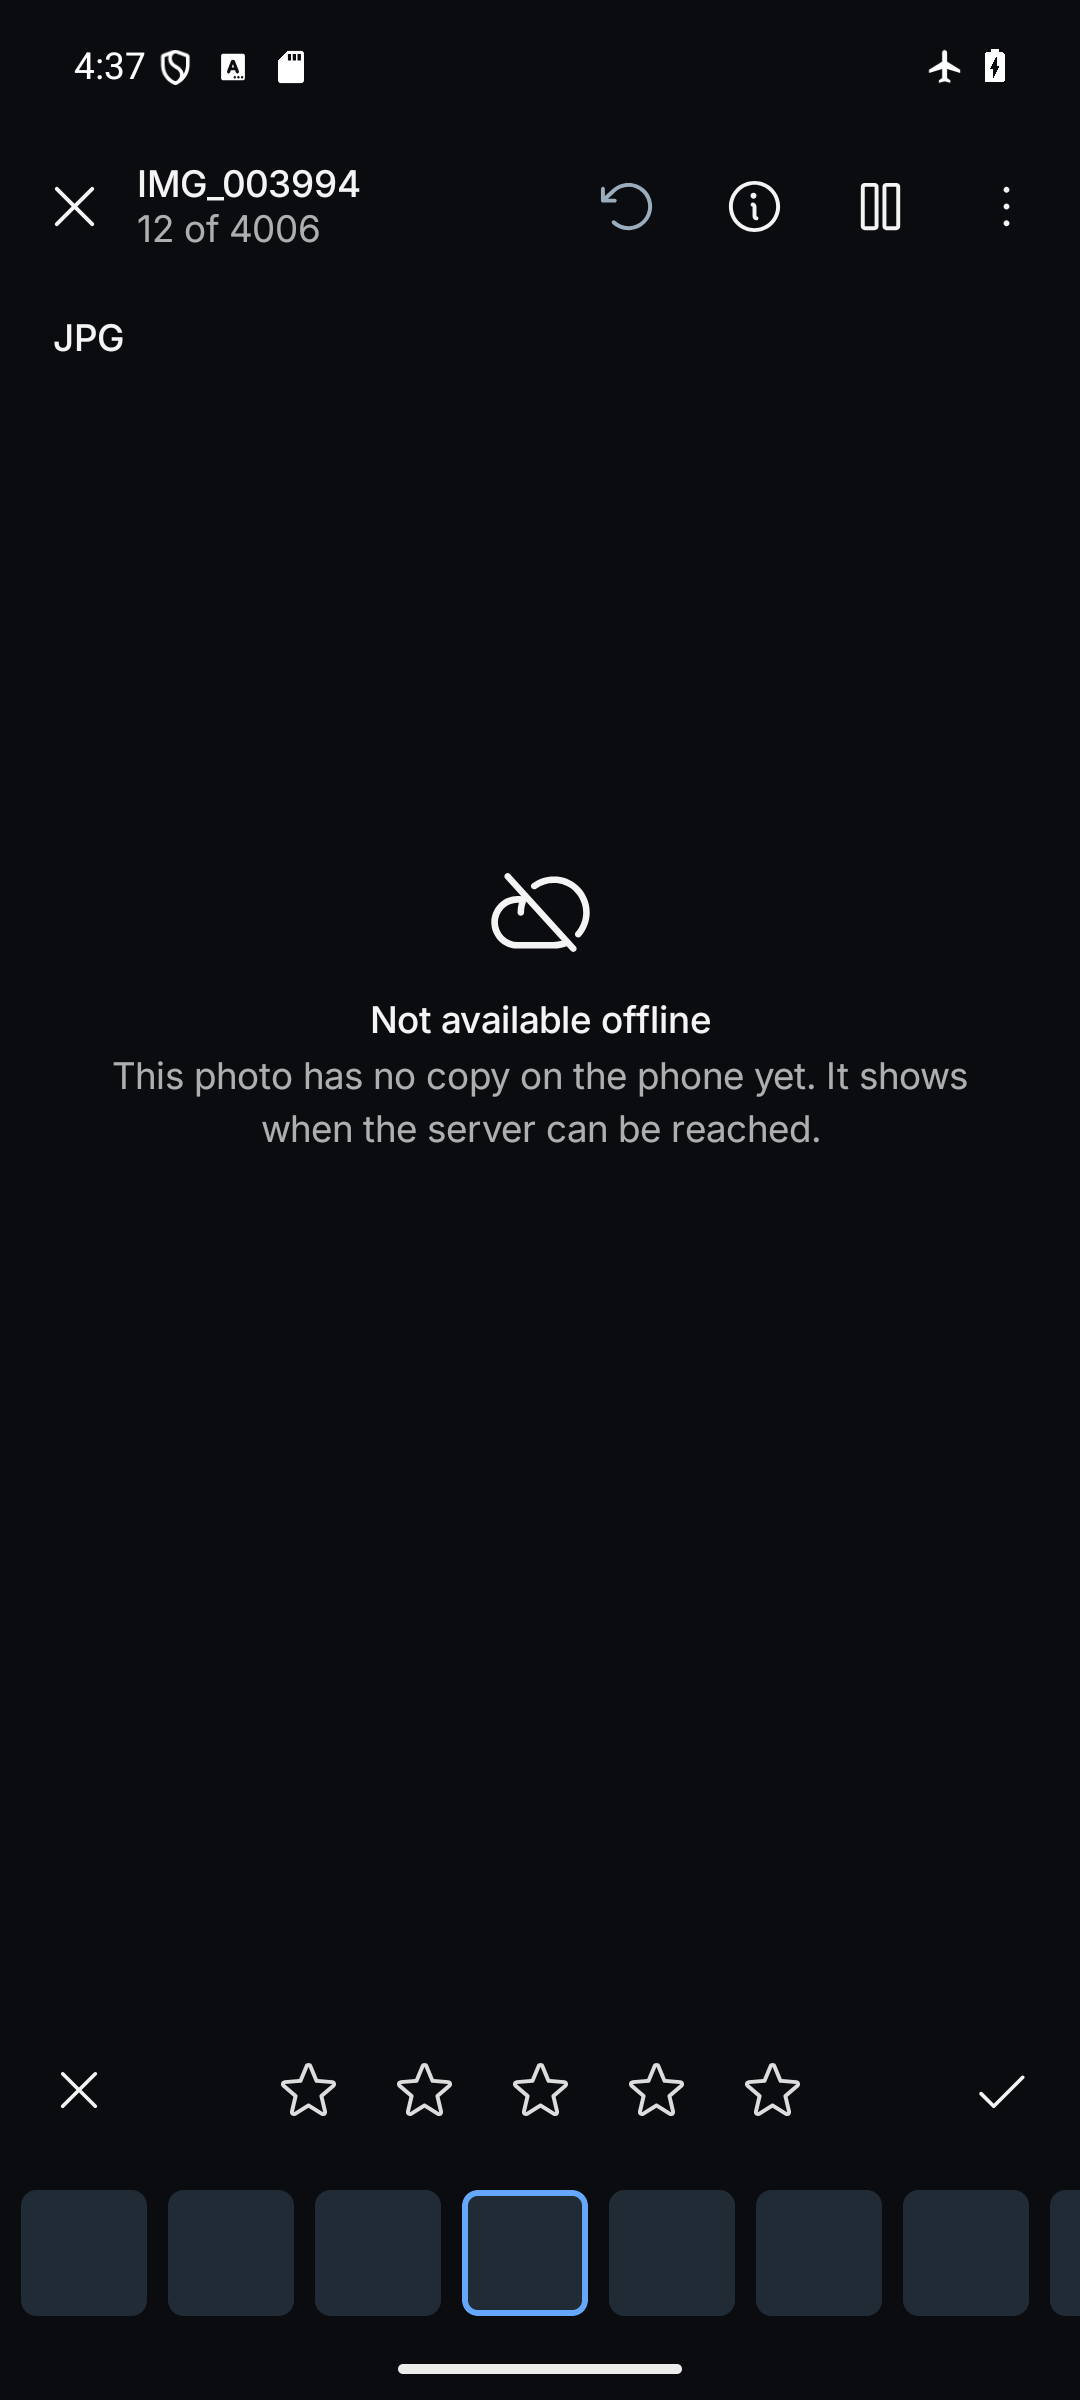 4:37
IMG_003994
12 of 4006
JPG
Not available offline
This photo has no copy on the phone yet. It shows
when the server can be reached.